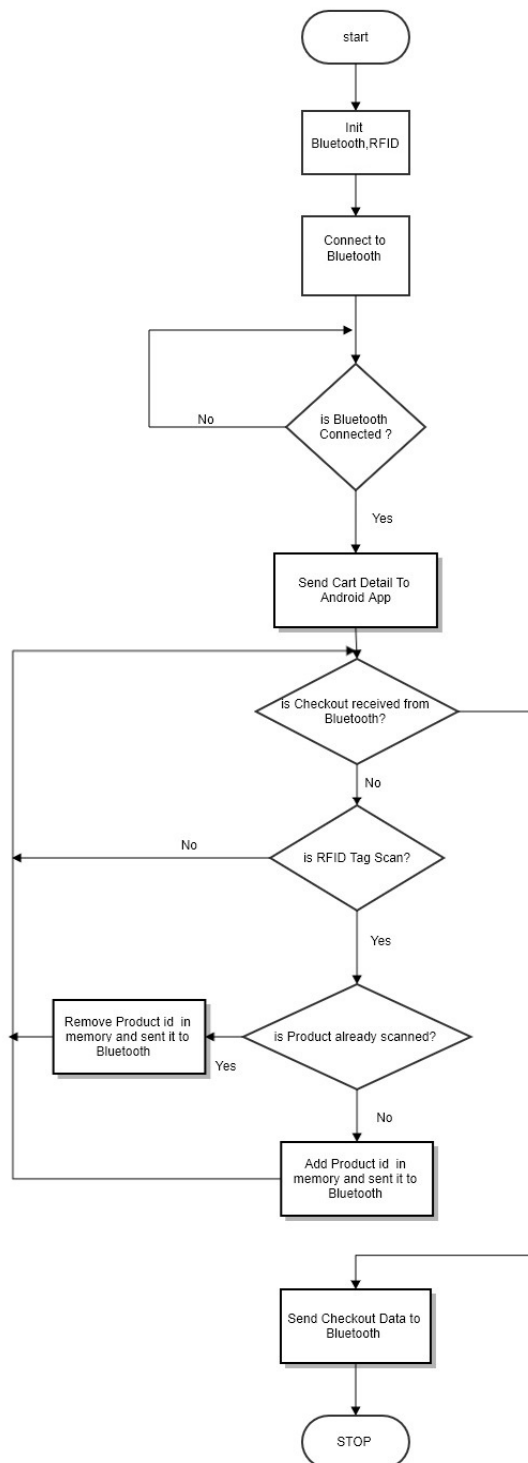 start
Init
Bluetooth,RFID
Connect to
Bluetooth
is Bluetooth
Connected ?
No
Yes
Send Cart Detail To
Android App
is Checkout received from
Bluetooth?
No
is RFID Tag Scan?
No
Yes
is Product already scanned?
Remove Product id in
memory and sent it to
Bluetooth
Yes
No
Add Product id in
memory and sent it to
Bluetooth
Send Checkout Data to
Bluetooth
STOP